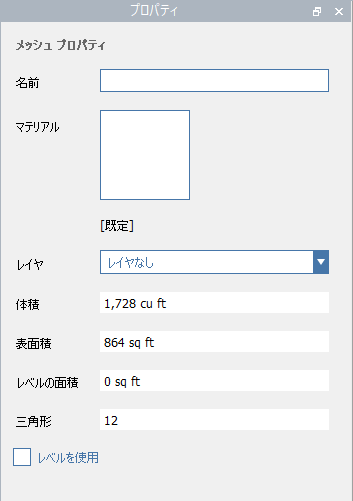 プロパティ
メッシュ プロパティ
名前
マテリアル
[既定]
レイヤ レイヤなし
体積 1,728 cu ft
表面積 864 sq ft
レベルの面積 0 sq ft
三角形 12
レベルを使用